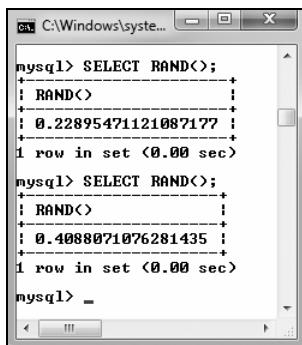 C:\Windows\syste...
mysql> SELECT RAND();
+---------------------+
| RAND()              |
+---------------------+
| 0.22895471121087177 |
+---------------------+
1 row in set (0.00 sec)
mysql> SELECT RAND();
+--------------------+
| RAND()             |
+--------------------+
| 0.4088071076281435 |
+--------------------+
1 row in set (0.00 sec)
mysql> _